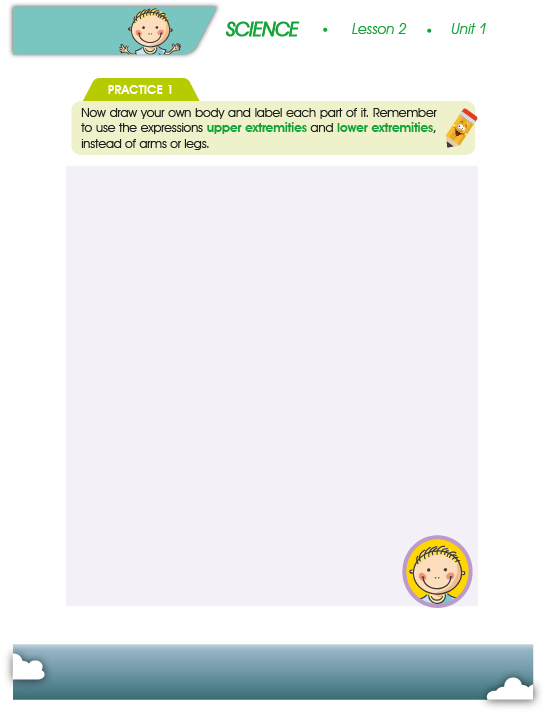 SCIENCE • Lesson 2 • Unit 1
PRACTICE 1
Now draw your own body and label each part of it. Remember
to use the expressions upper extremities and lower extremities,
instead of arms or legs.